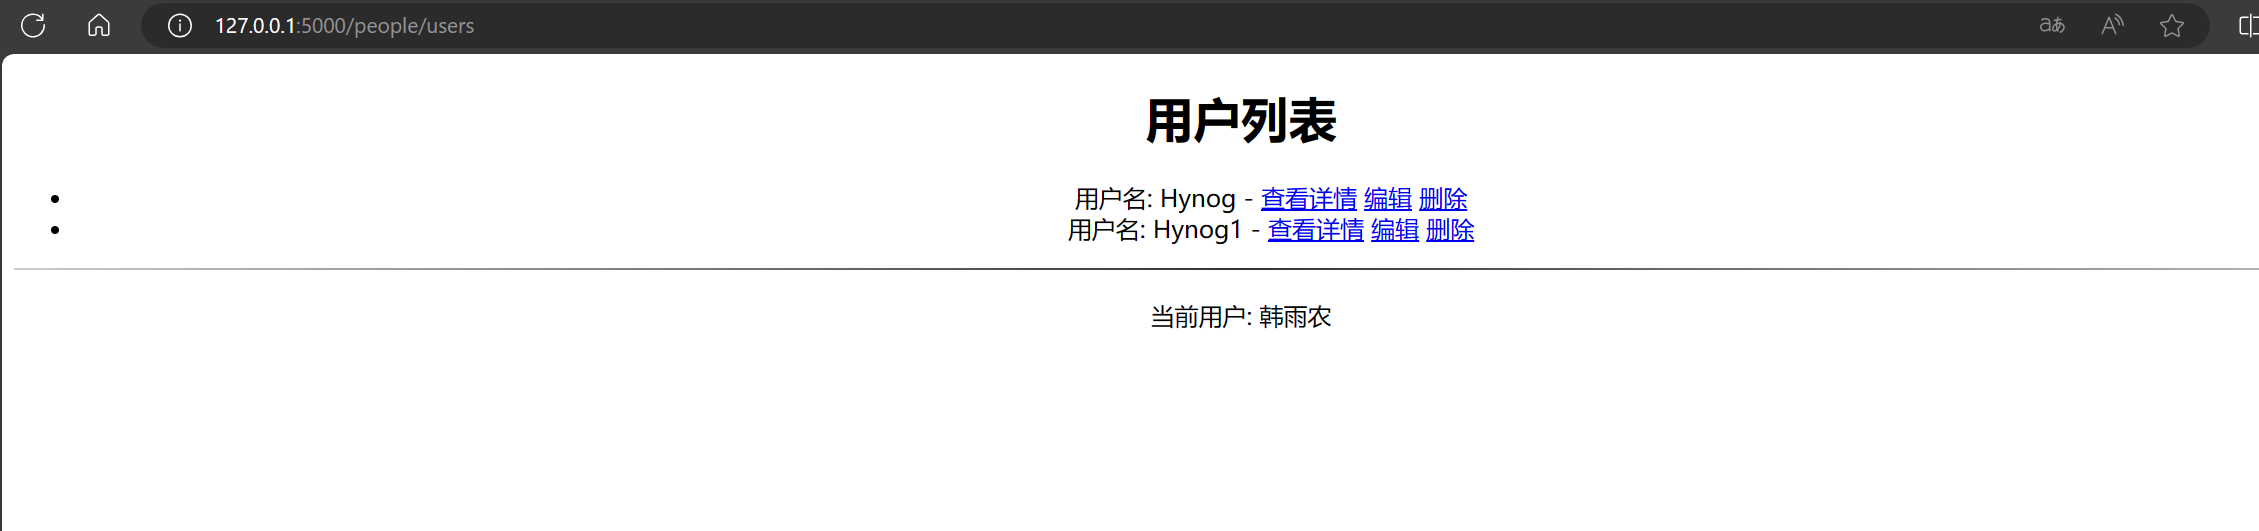 127.0.0.1:5000/people/users
aあ
A
用户列表
用户名: Hynog - 查看详情 编辑 删除
用户名: Hynog1 - 查看详情 编辑 删除
当前用户: 韩雨农